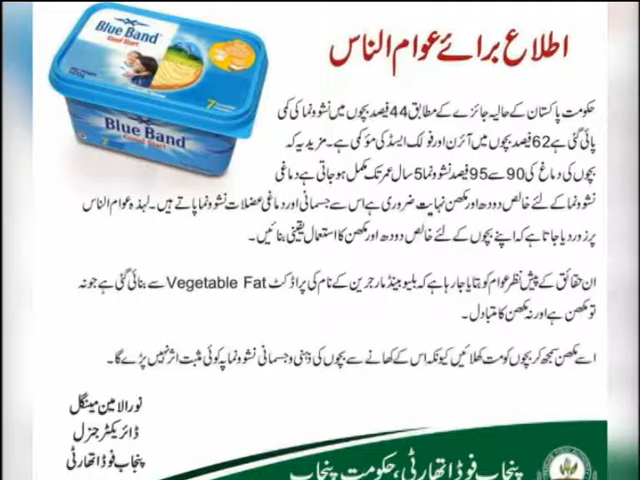 Blue Band
Good Start
Blue Band
Good Start
اطلاع برائے عوام الناس
حکومت پاکستان کے حالیہ جائزے کے مطابق 44 فیصد بچوں میں نشوونما کی کمی
پائی گئی ہے 62 فیصد بچوں میں آئرن اور فولک ایسڈ کی موکمی ہے۔ مزید یہ کہ
بچوں کی دماغ کی 90 سے 95 فیصد نشوونما 5 سال عمر تک مکمل ہو جاتی ہے دماغی
نشوونما کے لئے خالص دودھ اور مکھن نہایت ضروری ہے اس سے جسمانی اور دماغی عضلات نشوونما پاتے ہیں۔ لہذہ عوام الناس
پر زور دیا جاتا ہے کہ اپنے بچوں کے لئے خالص دودھ اور مکھن کا استعمال یقینی بنائیں۔
ان حقائق کے پیش نظر عوام کو بتایا جا رہا ہے کہ بلیو بینڈ مارجرین کے نام کی پراڈکٹ Vegetable Fat سے بنائی گئی ہے جو نہ
تو مکھن ہے اور نہ مکھن کا متبادل۔
اسے مکھن سمجھ کر بچوں کو مت کھلائیں کیونکہ اس کے کھانے سے بچوں کی ذہنی و جسمانی نشوونما پہ کوئی مثبت اثر نہیں پڑے گا۔
نورالامین مینگل
ڈائریکٹر جنرل
پنجاب فوڈ اتھارٹی
پنجاب فوڈ اتھارٹی، حکومت پنجاب